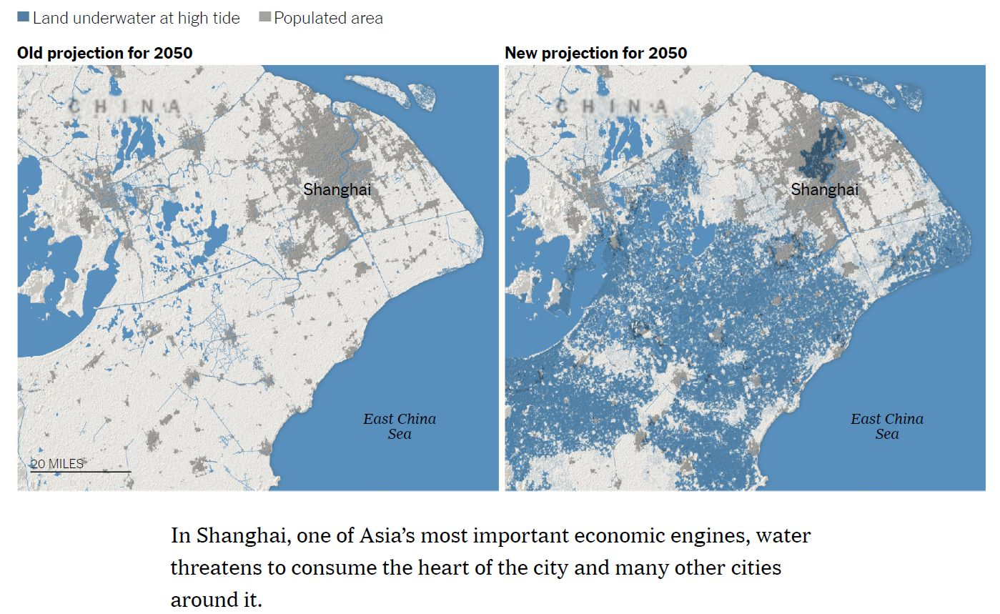 Land underwater at high tide Populated area
Old projection for 2050 New projection for 2050
CHINA CHINA
Shanghai Shanghai
East China East China
Sea Sea
20 MILES
In Shanghai, one of Asia’s most important economic engines, water
threatens to consume the heart of the city and many other cities
around it.